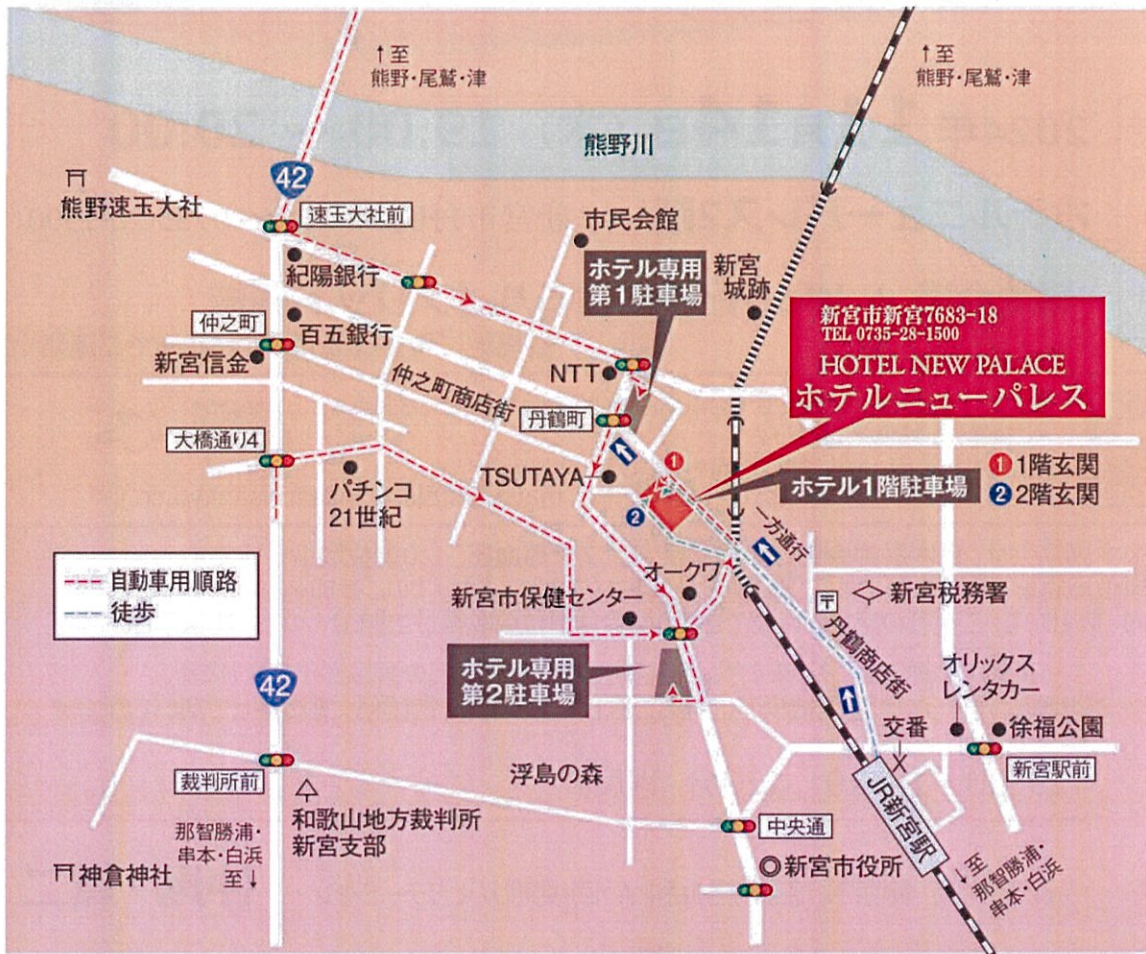 ↑至
熊野・尾鷲・津
↑至
熊野・尾鷲・津
熊野川
42
熊野速玉大社
速玉大社前
市民会館
紀陽銀行
ホテル専用
第1駐車場
新宮
城跡
新宮市新宮7683-18
TEL 0735-28-1500
HOTEL NEW PALACE
ホテルニューパレス
仲之町
百五銀行
新宮信金
NTT
仲之町商店街
丹鶴町
大橋通り4
TSUTAYA
1
ホテル1階駐車場
1 1階玄関
2 2階玄関
パチンコ
21世紀
2
一方通行
自動車用順路
徒歩
オークワ
新宮市保健センター
〒
新宮税務署
丹鶴商店街
ホテル専用
第2駐車場
オリックス
レンタカー
42
交番
徐福公園
新宮駅前
浮島の森
裁判所前
JR新宮駅
和歌山地方裁判所
新宮支部
中央通
那智勝浦・
串本・白浜
至↓
神倉神社
新宮市役所
↓至
那智勝浦・
串本・白浜